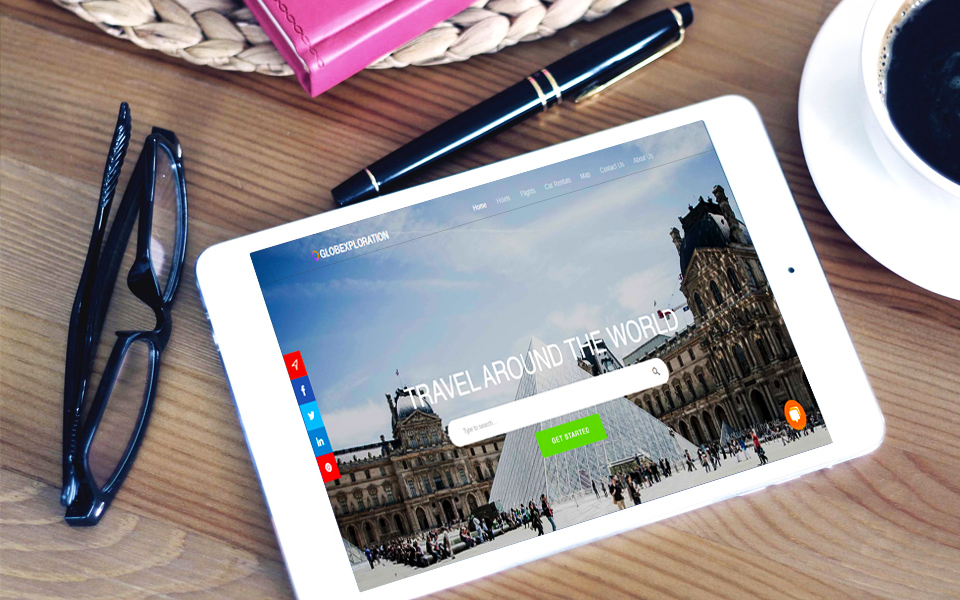 Home Hotels Flights Car Rentals Map Contact Us About Us
GLOBEXPLORATION
TRAVEL AROUND THE WORLD
Type to search...
GET STARTED